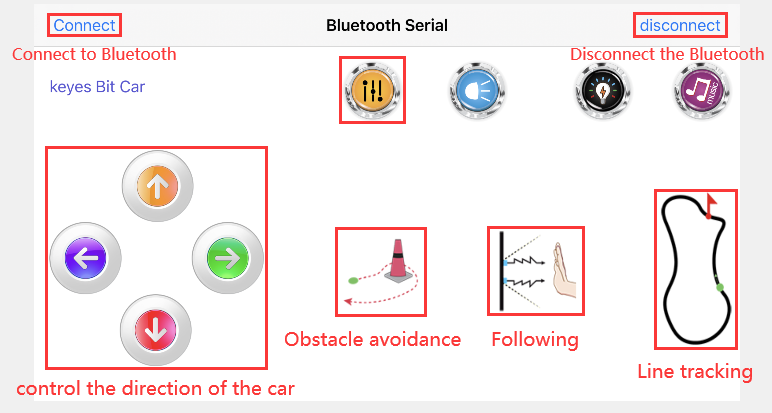 Connect
Bluetooth Serial
disconnect
Connect to Bluetooth
Disconnect the Bluetooth
keyes Bit Car
music
Obstacle avoidance
Following
Line tracking
control the direction of the car